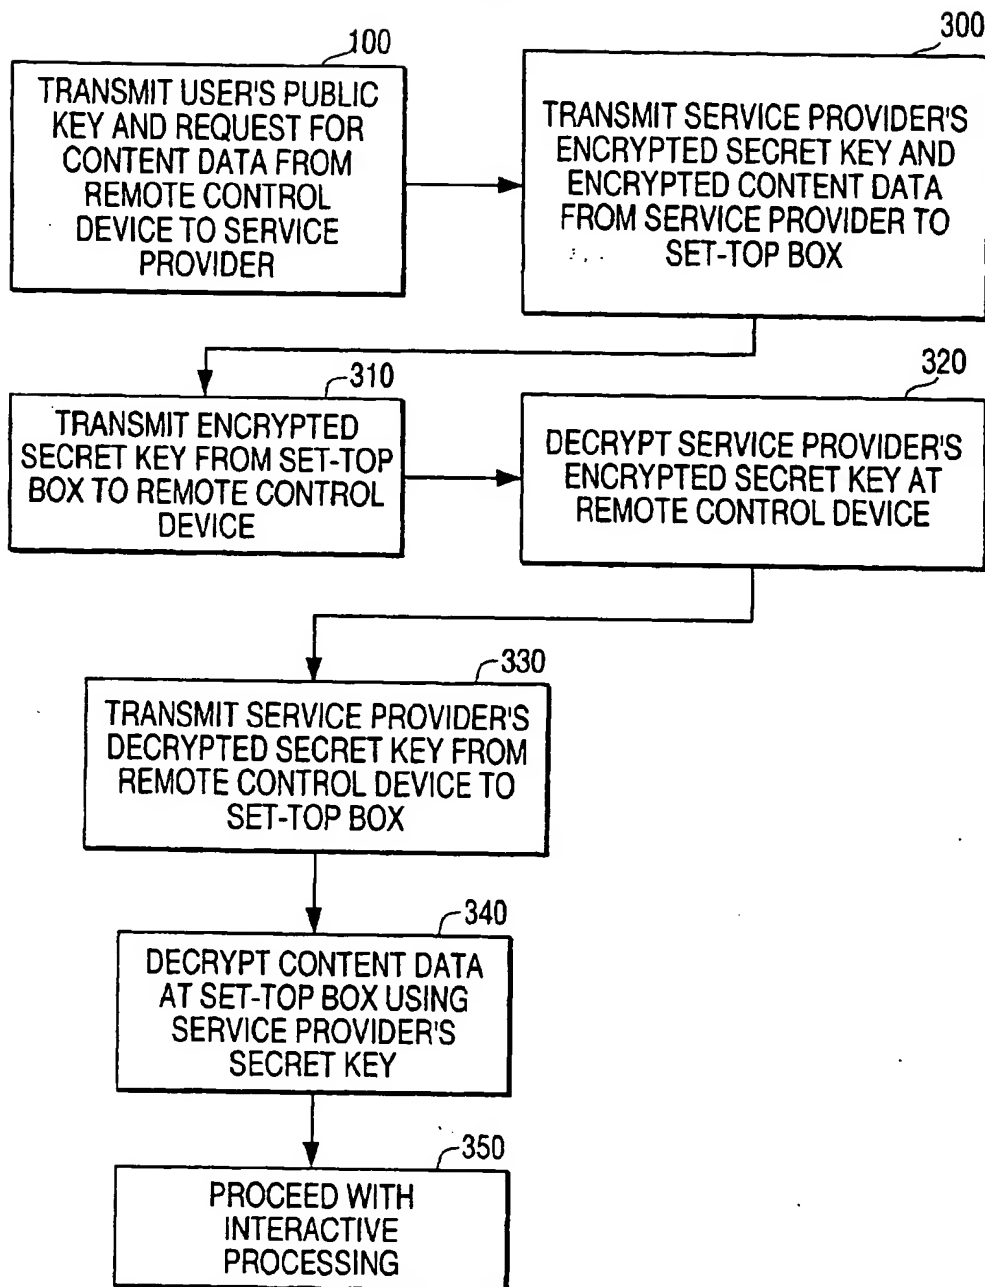 100
TRANSMIT USER'S PUBLIC
KEY AND REQUEST FOR
CONTENT DATA FROM
REMOTE CONTROL
DEVICE TO SERVICE
PROVIDER
300
TRANSMIT SERVICE PROVIDER'S
ENCRYPTED SECRET KEY AND
ENCRYPTED CONTENT DATA
FROM SERVICE PROVIDER TO
SET-TOP BOX
310
TRANSMIT ENCRYPTED
SECRET KEY FROM SET-TOP
BOX TO REMOTE CONTROL
DEVICE
320
DECRYPT SERVICE PROVIDER'S
ENCRYPTED SECRET KEY AT
REMOTE CONTROL DEVICE
330
TRANSMIT SERVICE PROVIDER'S
DECRYPTED SECRET KEY FROM
REMOTE CONTROL DEVICE TO
SET-TOP BOX
340
DECRYPT CONTENT DATA
AT SET-TOP BOX USING
SERVICE PROVIDER'S
SECRET KEY
350
PROCEED WITH
INTERACTIVE
PROCESSING